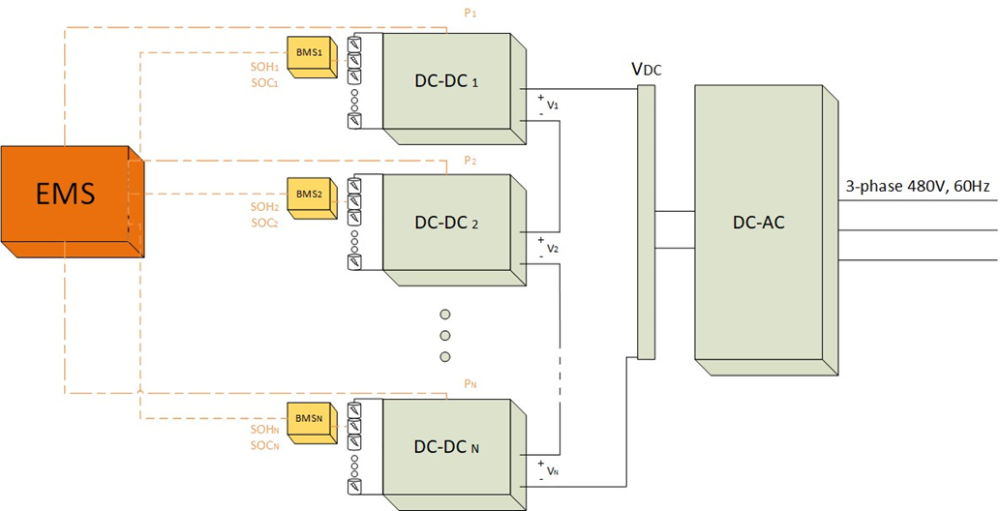 P1
BMS1
SOH1
SOC1
DC-DC 1
+
V1
-
VDC
EMS
P2
BMS2
SOH2
SOC2
DC-DC 2
+
V2
-
DC-AC
3-phase 480V, 60Hz
PN
BMSN
SOHN
SOCN
DC-DC N
+
VN
-